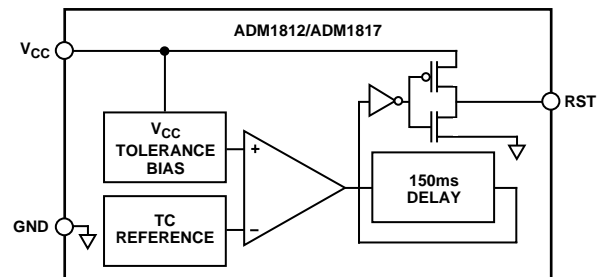 ADM1812/ADM1817
VCC
RST
VCC
TOLERANCE
BIAS
+
150ms
DELAY
GND
TC
REFERENCE
–